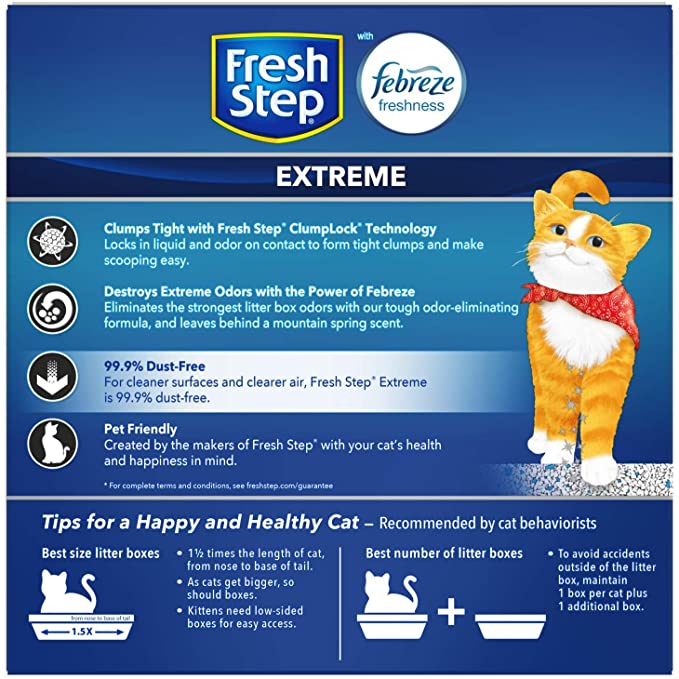 Fresh
Step®
with
febreze
freshness
EXTREME
Clumps Tight with Fresh Step® ClumpLock® Technology
Locks in liquid and odor on contact to form tight clumps and make
scooping easy.
Destroys Extreme Odors with the Power of Febreze
Eliminates the strongest litter box odors with our tough odor-eliminating
formula, and leaves behind a mountain spring scent.
99.9% Dust-Free
For cleaner surfaces and clearer air, Fresh Step® Extreme
is 99.9% dust-free.
Pet Friendly
Created by the makers of Fresh Step® with your cat's health
and happiness in mind.
* For complete terms and conditions, see freshstep.com/guarantee
Tips for a Happy and Healthy Cat – Recommended by cat behaviorists
Best size litter boxes
from nose to base of tail
1.5X
• 1½ times the length of cat,
from nose to base of tail.
• As cats get bigger, so
should boxes.
• Kittens need low-sided
boxes for easy access.
Best number of litter boxes
+
• To avoid accidents
outside of the litter
box, maintain
1 box per cat plus
1 additional box.